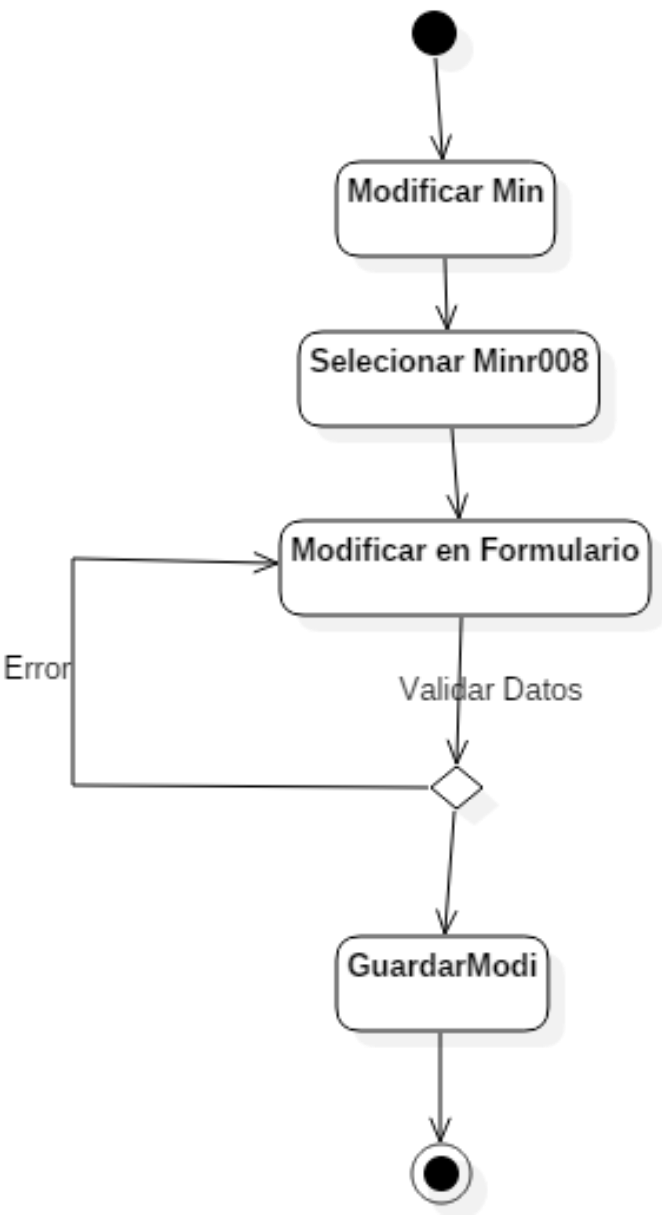 Modificar Min
Selecionar Minr008
Modificar en Formulario
Error
Validar Datos
GuardarModi